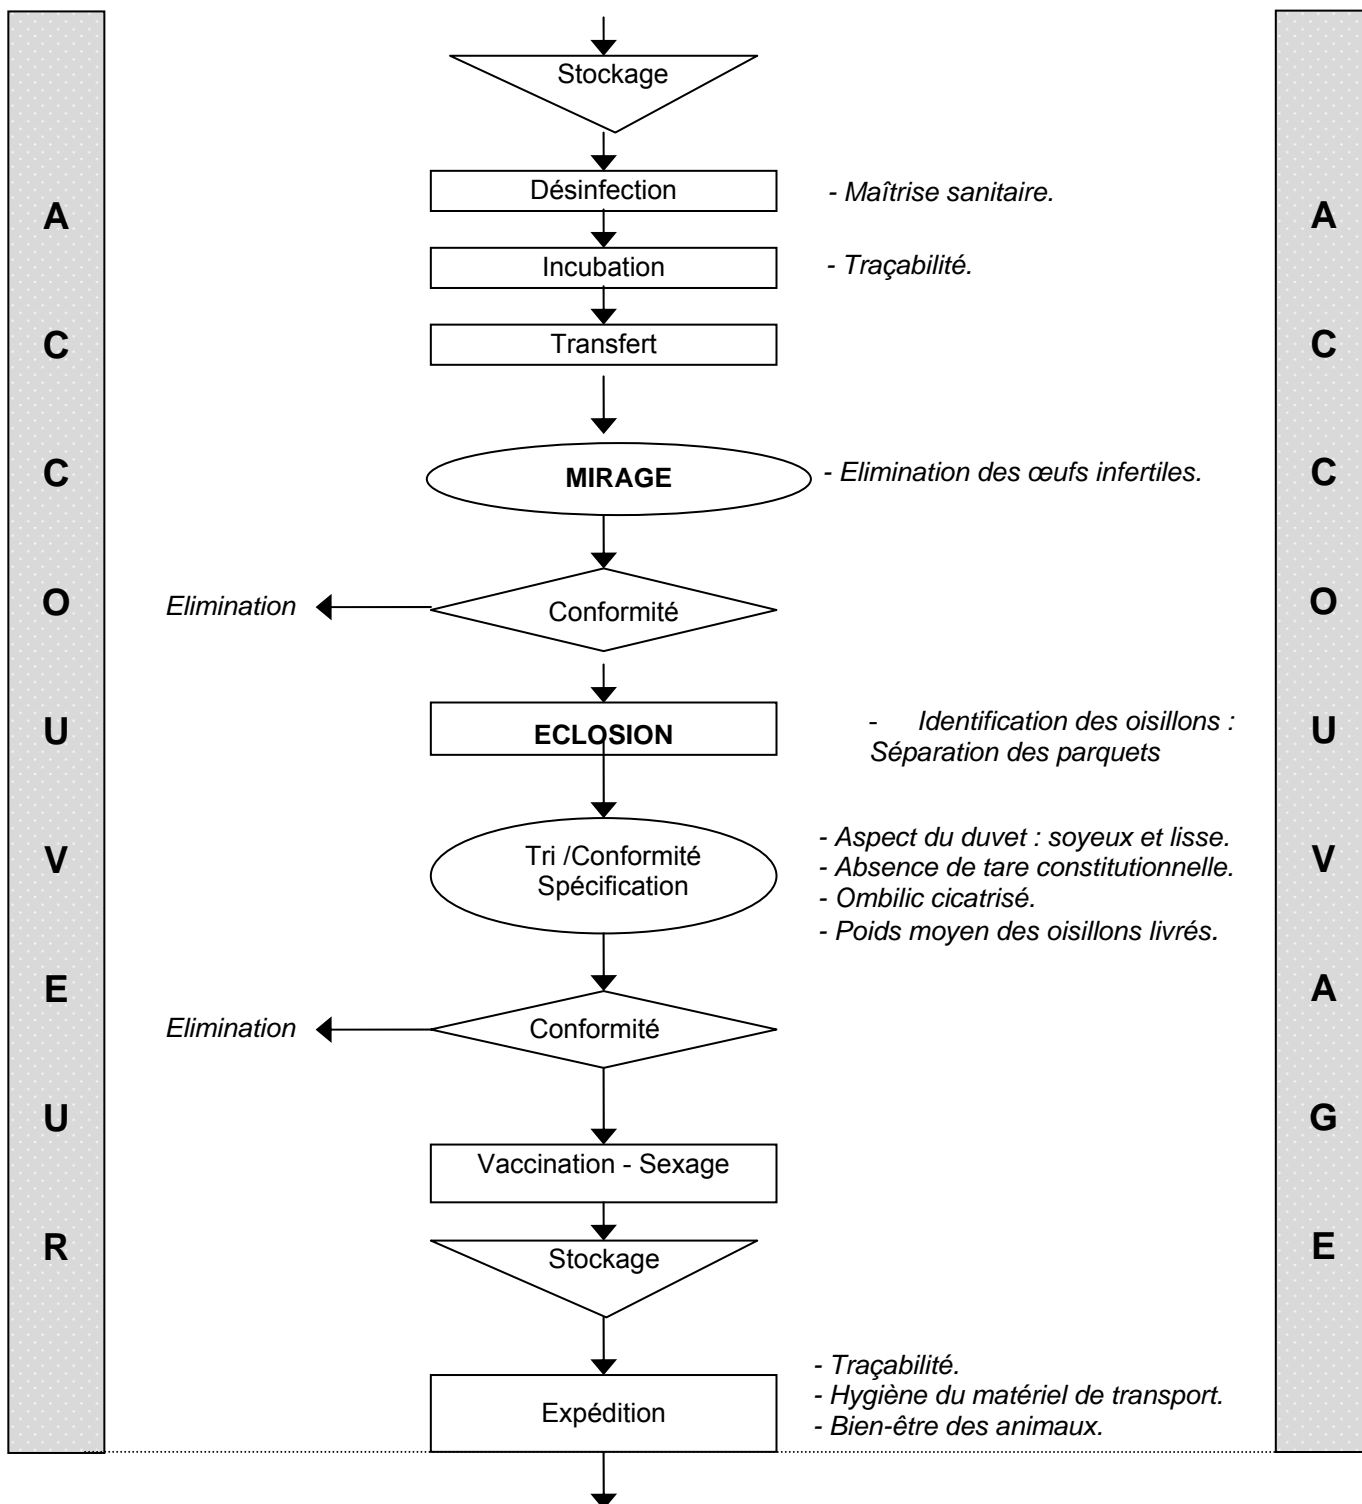 Stockage
Désinfection
- Maîtrise sanitaire.
Incubation
- Traçabilité.
Transfert
MIRAGE
- Elimination des œufs infertiles.
Elimination
Conformité
ECLOSION
- Identification des oisillons :
Séparation des parquets
Tri /Conformité
Spécification
- Aspect du duvet : soyeux et lisse.
- Absence de tare constitutionnelle.
- Ombilic cicatrisé.
- Poids moyen des oisillons livrés.
Elimination
Conformité
Vaccination - Sexage
Stockage
Expédition
- Traçabilité.
- Hygiène du matériel de transport.
- Bien-être des animaux.
A
C
C
O
U
V
E
U
R
A
C
C
O
U
V
A
G
E